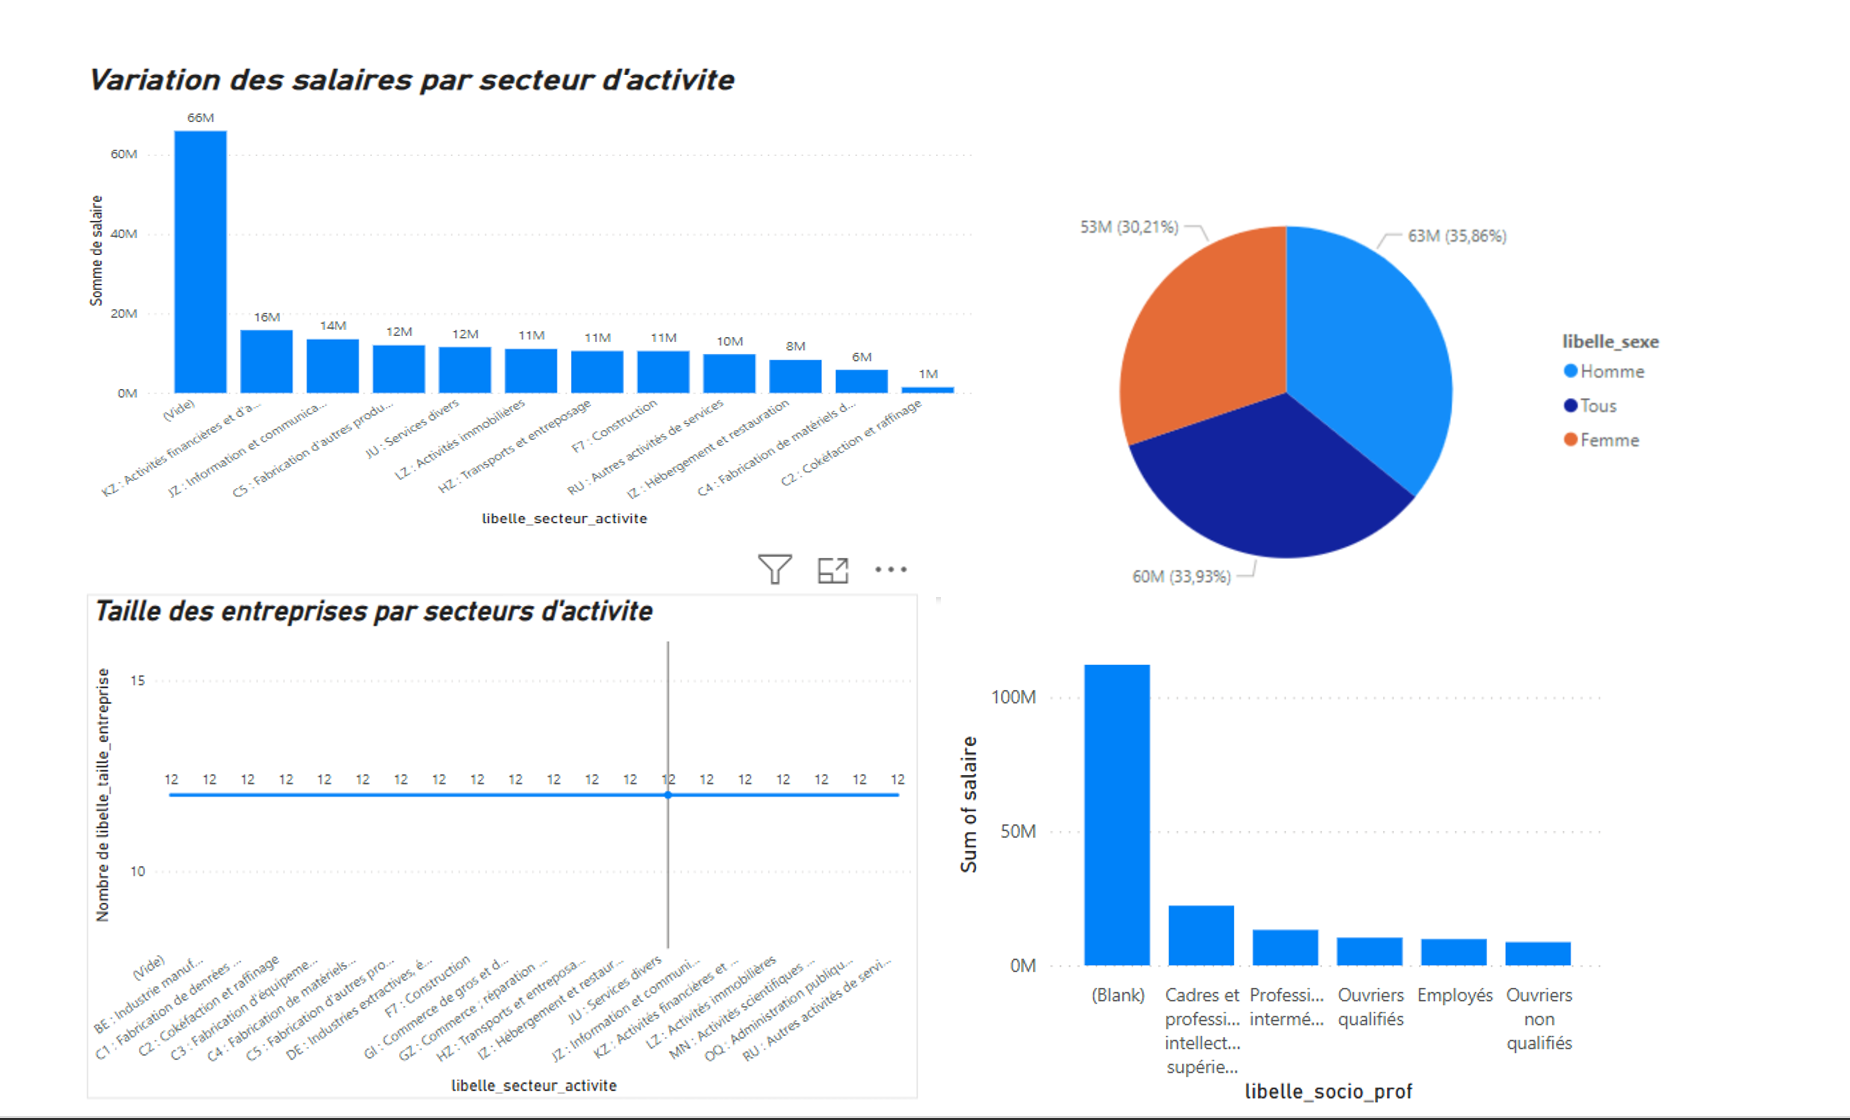 Variation des salaires par secteur d'activite
66M
60M
40M
20M
0M
16M
14M
12M
12M
11M
11M
11M
10M
8M
6M
1M
Somme de salaire
(Vide)
KZ : Activités financières et d'a...
JZ : Information et communica...
C5 : Fabrication d'autres produ...
JU : Services divers
LZ : Activités immobilières
HZ : Transports et entreposage
F7 : Construction
RU : Autres activités de services
IZ : Hébergement et restauration
C4 : Fabrication de matériels d...
C2 : Cokéfaction et raffinage
libelle_secteur_activite
53M (30,21%)
63M (35,86%)
60M (33,93%)
libelle_sexe
Homme
Tous
Femme
Taille des entreprises par secteurs d'activite
15
10
12 12 12 12 12 12 12 12 12 12 12 12 12 12 12 12 12 12 12 12
Nombre de libelle_taille_entreprise
(Vide)
BE : Industrie manuf...
C1 : Fabrication de denrées ...
C2 : Cokéfaction et raffinage
C3 : Fabrication d'équipeme...
C4 : Fabrication de matériels...
C5 : Fabrication d'autres pro...
DE : Industries extractives, é...
F7 : Construction
GI : Commerce de gros et d...
GZ : Commerce ; réparation ...
HZ : Transports et entreposa...
IZ : Hébergement et restaur...
JU : Services divers
JZ : Information et communi...
KZ : Activités financières et ...
LZ : Activités immobilières
MN : Activités scientifiques ...
OQ : Administration publiqu...
RU : Autres activités de servi...
libelle_secteur_activite
100M
50M
0M
Sum of salaire
(Blank)
Cadres et
professi...
intellect...
supérie...
Professi...
intermé...
Ouvriers
qualifiés
Employés
Ouvriers
non
qualifiés
libelle_socio_prof